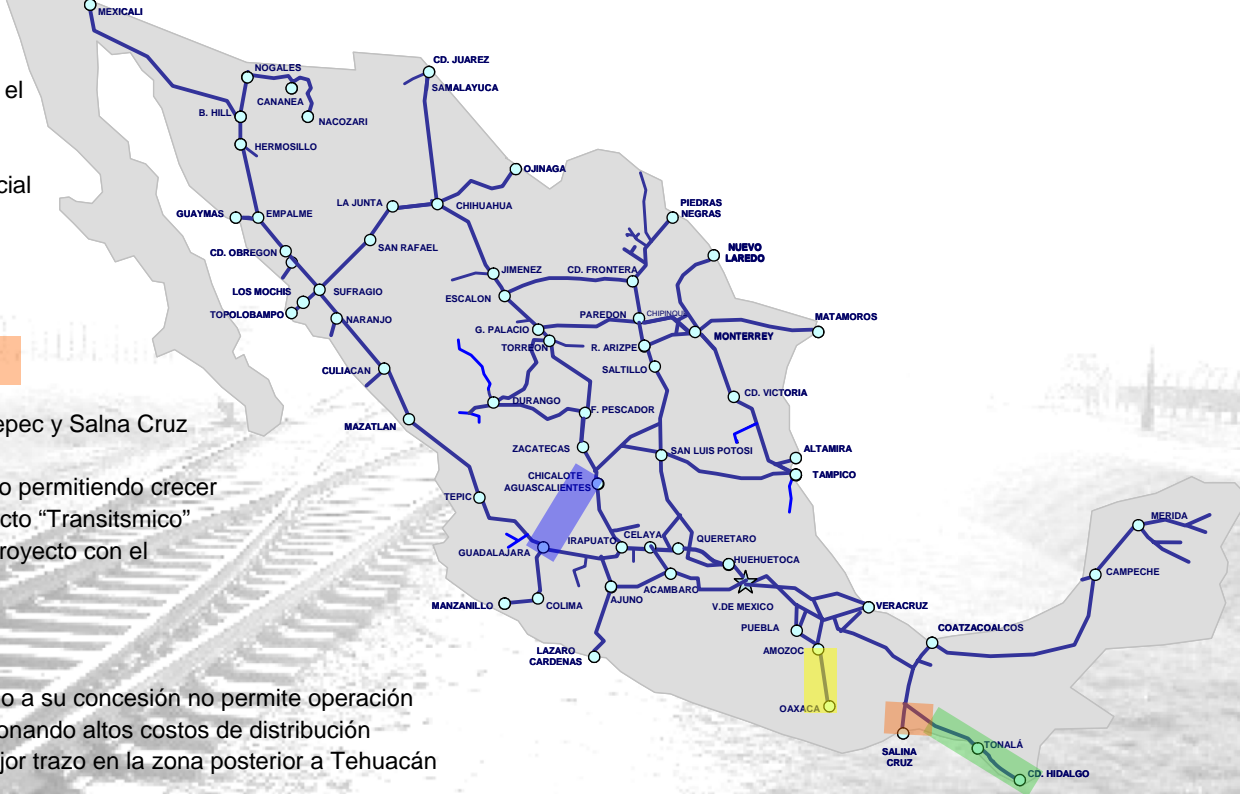 el
cial
epec y Salna Cruz
o permitiendo crecer
cto “Transitsmico”
royecto con el
o a su concesión no permite operación
onando altos costos de distribución
jor trazo en la zona posterior a Tehuacán
MEXICALI
NOGALES
CANANEA
B. HILL
NACOZARI
HERMOSILLO
CD. JUAREZ
SAMALAYUCA
OJINAGA
LA JUNTA
CHIHUAHUA
GUAYMAS
EMPALME
SAN RAFAEL
CD. OBREGON
PIEDRAS
NEGRAS
NUEVO
LAREDO
JIMENEZ
CD. FRONTERA
ESCALON
LOS MOCHIS
SUFRAGIO
TOPOLOBAMPO
NARANJO
G. PALACIO
PAREDON
CHIPINQUE
MATAMOROS
TORREÓN
R. ARIZPE
MONTERREY
CULIACAN
SALTILLO
DURANGO
CD. VICTORIA
MAZATLAN
F. PESCADOR
ZACATECAS
SAN LUIS POTOSI
ALTAMIRA
CHICALOTE
AGUASCALIENTES
TAMPICO
TEPIC
GUADALAJARA
IRAPUATO
CELAYA
QUERETARO
HUEHUETOCA
MERIDA
CAMPECHE
MANZANILLO
COLIMA
AJUNO
ACAMBARO
V.DE MEXICO
VERACRUZ
PUEBLA
COATZACOALCOS
LAZARO
CARDENAS
AMOZOC
OAXACA
SALINA
CRUZ
TONALÁ
CD. HIDALGO